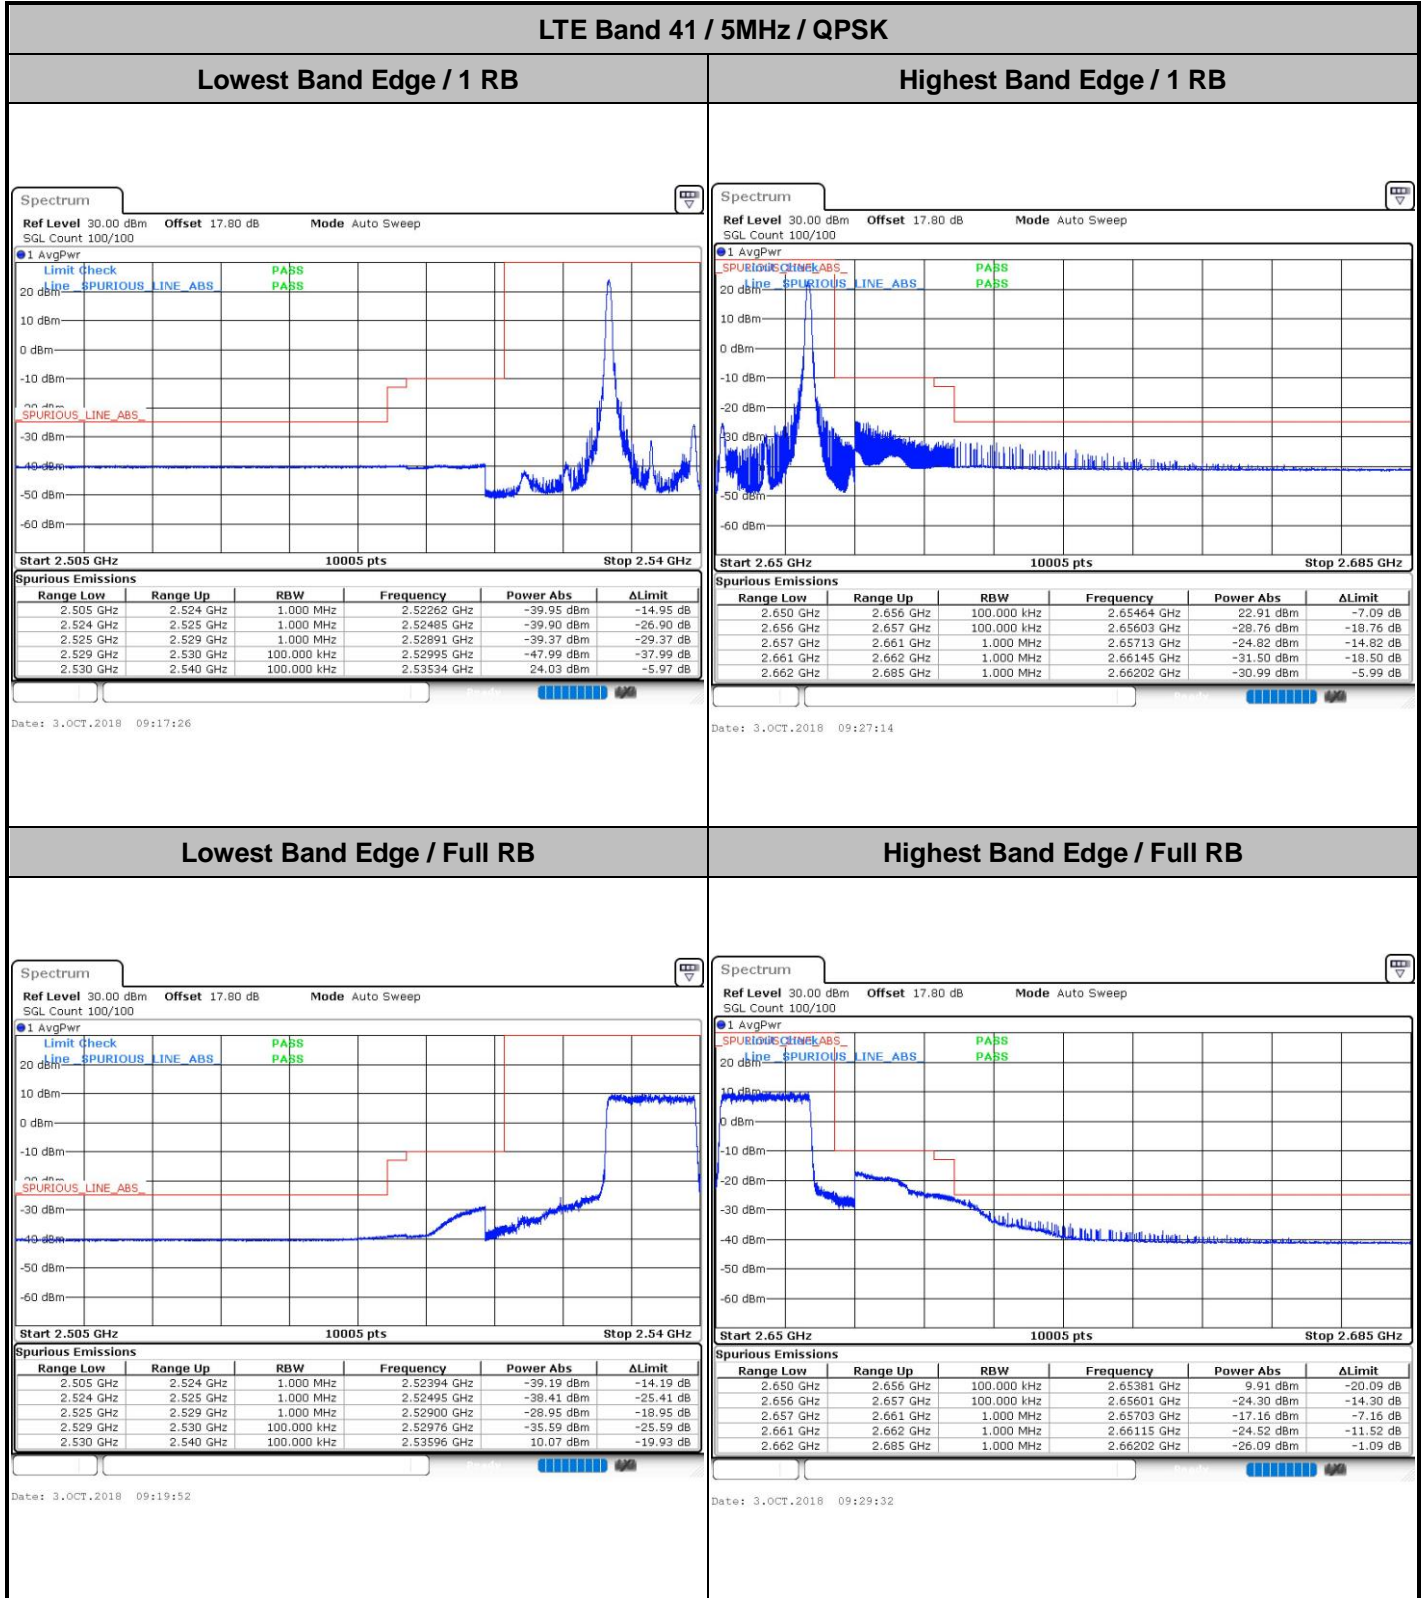 LTE Band 41 / 5MHz / QPSK
Lowest Band Edge / 1 RB
Highest Band Edge / 1 RB
Spectrum
Ref Level 30.00 dBm Offset 17.80 dB Mode Auto Sweep
SGL Count 100/100
1 AvgPwr
Limit Check PASS
Line _SPURIOUS_LINE_ABS_ PASS
20 dBm
10 dBm
0 dBm
-10 dBm
-20 dBm
_SPURIOUS_LINE_ABS_
-30 dBm
-40 dBm
-50 dBm
-60 dBm
Start 2.505 GHz 10005 pts Stop 2.54 GHz
Spurious Emissions
Range Low Range Up RBW Frequency Power Abs ΔLimit
2.505 GHz 2.524 GHz 1.000 MHz 2.52262 GHz -39.95 dBm -14.95 dB
2.524 GHz 2.525 GHz 1.000 MHz 2.52485 GHz -39.90 dBm -26.90 dB
2.525 GHz 2.529 GHz 1.000 MHz 2.52891 GHz -39.37 dBm -29.37 dB
2.529 GHz 2.530 GHz 100.000 kHz 2.52995 GHz -47.99 dBm -37.99 dB
2.530 GHz 2.540 GHz 100.000 kHz 2.53534 GHz 24.03 dBm -5.97 dB
Ready
Date: 3.OCT.2018 09:17:26
Spectrum
Ref Level 30.00 dBm Offset 17.80 dB Mode Auto Sweep
SGL Count 100/100
1 AvgPwr
_SPURIOUS_LINE_ABS_
Limit Check PASS
Line _SPURIOUS_LINE_ABS_ PASS
20 dBm
10 dBm
0 dBm
-10 dBm
-20 dBm
-30 dBm
-40 dBm
-50 dBm
-60 dBm
Start 2.65 GHz 10005 pts Stop 2.685 GHz
Spurious Emissions
Range Low Range Up RBW Frequency Power Abs ΔLimit
2.650 GHz 2.656 GHz 100.000 kHz 2.65464 GHz 22.91 dBm -7.09 dB
2.656 GHz 2.657 GHz 100.000 kHz 2.65603 GHz -28.76 dBm -18.76 dB
2.657 GHz 2.661 GHz 1.000 MHz 2.65713 GHz -24.82 dBm -14.82 dB
2.661 GHz 2.662 GHz 1.000 MHz 2.66145 GHz -31.50 dBm -18.50 dB
2.662 GHz 2.685 GHz 1.000 MHz 2.66202 GHz -30.99 dBm -5.99 dB
Ready
Date: 3.OCT.2018 09:27:14
Lowest Band Edge / Full RB
Highest Band Edge / Full RB
Spectrum
Ref Level 30.00 dBm Offset 17.80 dB Mode Auto Sweep
SGL Count 100/100
1 AvgPwr
Limit Check PASS
Line _SPURIOUS_LINE_ABS_ PASS
20 dBm
10 dBm
0 dBm
-10 dBm
-20 dBm
_SPURIOUS_LINE_ABS_
-30 dBm
-40 dBm
-50 dBm
-60 dBm
Start 2.505 GHz 10005 pts Stop 2.54 GHz
Spurious Emissions
Range Low Range Up RBW Frequency Power Abs ΔLimit
2.505 GHz 2.524 GHz 1.000 MHz 2.52394 GHz -39.19 dBm -14.19 dB
2.524 GHz 2.525 GHz 1.000 MHz 2.52495 GHz -38.41 dBm -25.41 dB
2.525 GHz 2.529 GHz 1.000 MHz 2.52900 GHz -28.95 dBm -18.95 dB
2.529 GHz 2.530 GHz 100.000 kHz 2.52976 GHz -35.59 dBm -25.59 dB
2.530 GHz 2.540 GHz 100.000 kHz 2.53596 GHz 10.07 dBm -19.93 dB
Ready
Date: 3.OCT.2018 09:19:52
Spectrum
Ref Level 30.00 dBm Offset 17.80 dB Mode Auto Sweep
SGL Count 100/100
1 AvgPwr
_SPURIOUS_LINE_ABS_
Limit Check PASS
Line _SPURIOUS_LINE_ABS_ PASS
20 dBm
10 dBm
0 dBm
-10 dBm
-20 dBm
-30 dBm
-40 dBm
-50 dBm
-60 dBm
Start 2.65 GHz 10005 pts Stop 2.685 GHz
Spurious Emissions
Range Low Range Up RBW Frequency Power Abs ΔLimit
2.650 GHz 2.656 GHz 100.000 kHz 2.65381 GHz 9.91 dBm -20.09 dB
2.656 GHz 2.657 GHz 100.000 kHz 2.65601 GHz -24.30 dBm -14.30 dB
2.657 GHz 2.661 GHz 1.000 MHz 2.65703 GHz -17.16 dBm -7.16 dB
2.661 GHz 2.662 GHz 1.000 MHz 2.66115 GHz -24.52 dBm -11.52 dB
2.662 GHz 2.685 GHz 1.000 MHz 2.66202 GHz -26.09 dBm -1.09 dB
Ready
Date: 3.OCT.2018 09:29:32